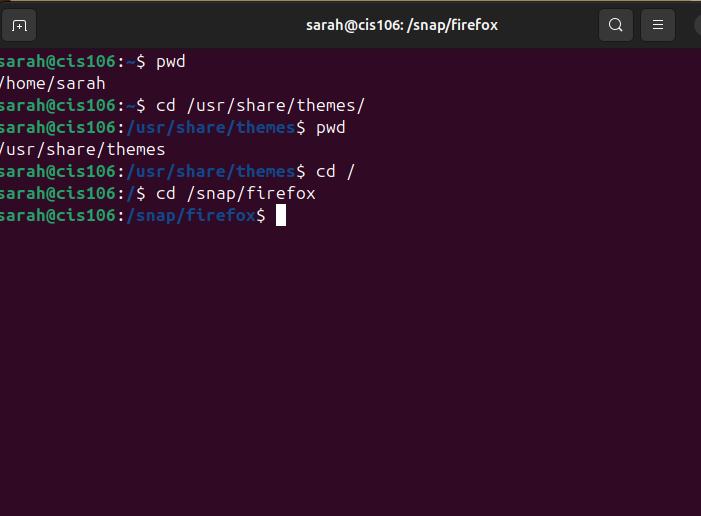 sarah@cis106: /snap/firefox
sarah@cis106:~$ pwd
/home/sarah
sarah@cis106:~$ cd /usr/share/themes/
sarah@cis106:/usr/share/themes$ pwd
/usr/share/themes
sarah@cis106:/usr/share/themes$ cd /
sarah@cis106:/$ cd /snap/firefox
sarah@cis106:/snap/firefox$